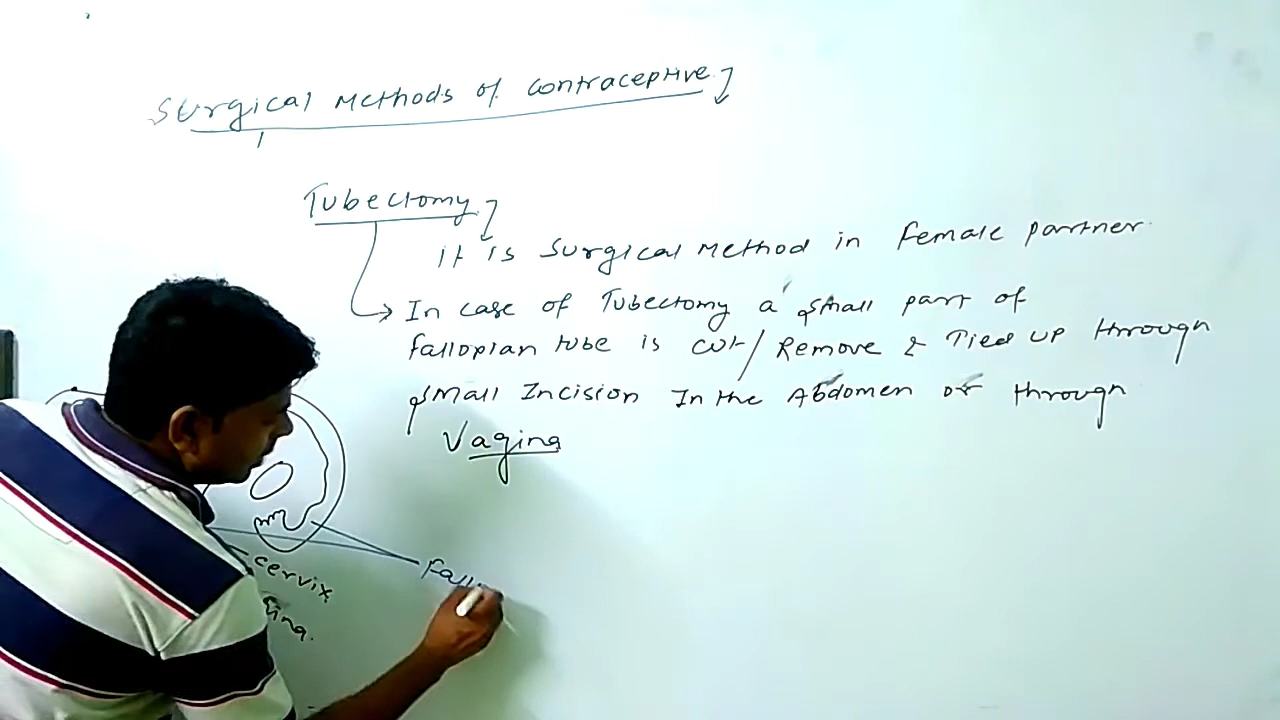 Surgical Methods of contraceptive
Tubectomy
it is surgical Method in female partner
In case of Tubectomy a small part of
fallopian tube is cut/Remove & Tied up through
small Incision In the Abdomen or through
Vagina
cervix
Fall